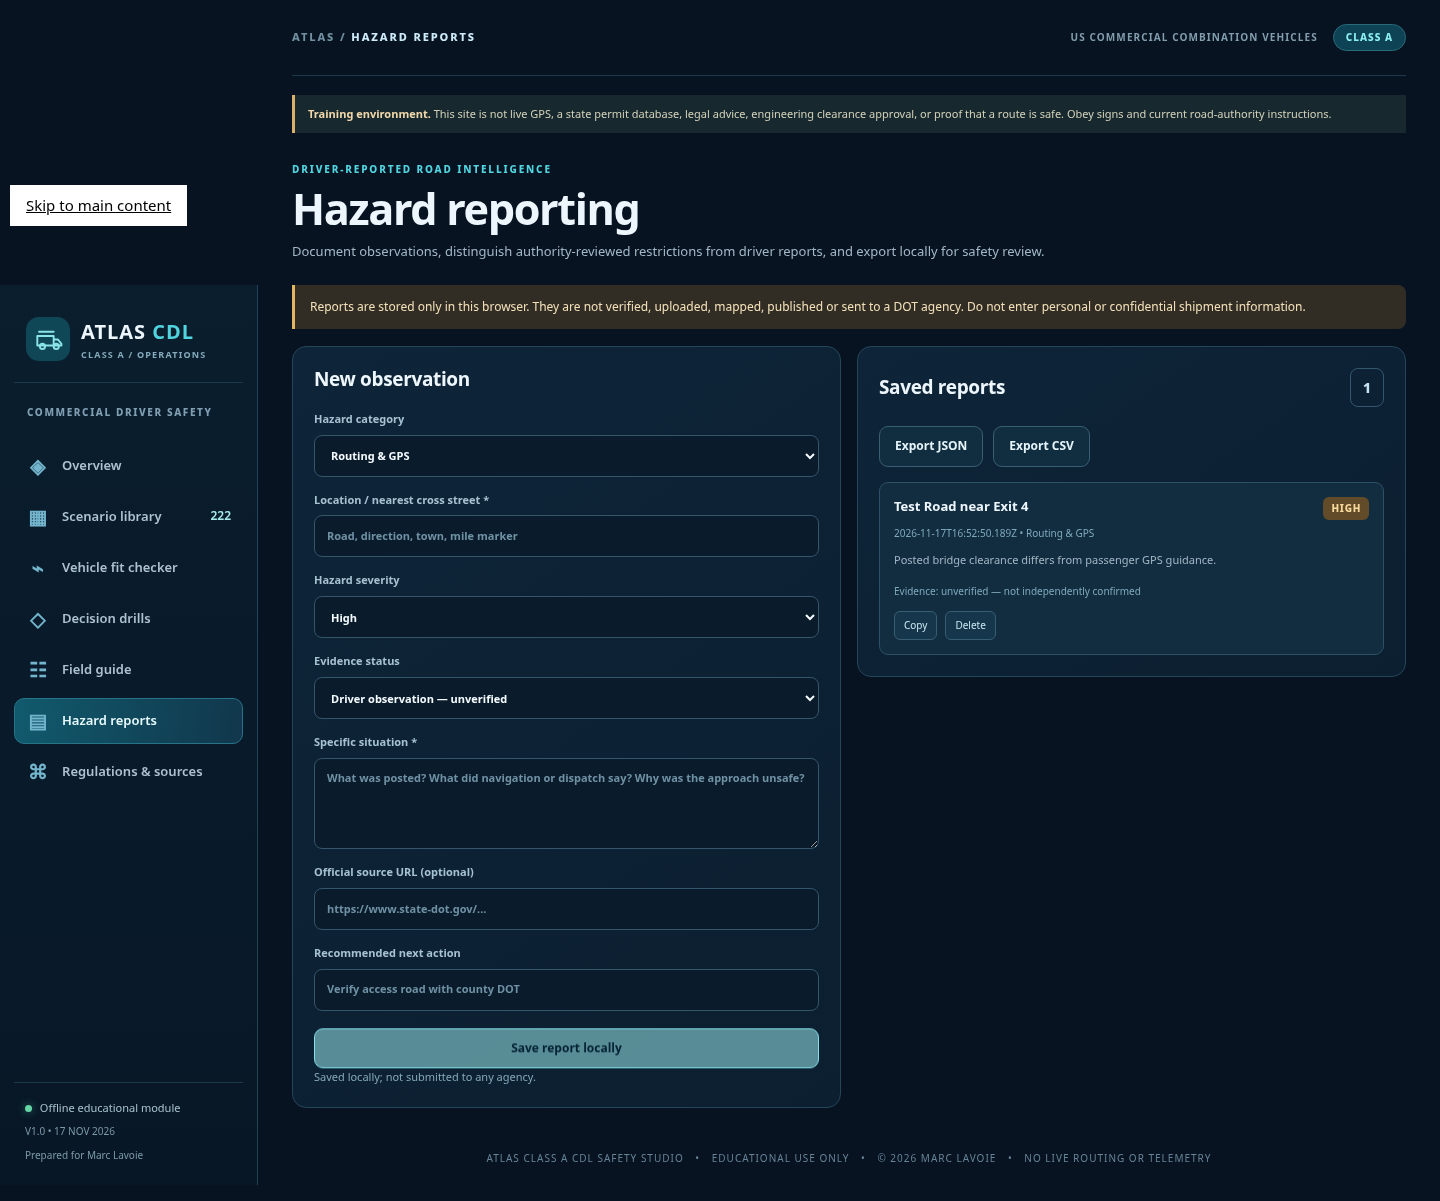 ATLAS / HAZARD REPORTS
US COMMERCIAL COMBINATION VEHICLES
CLASS A
Training environment. This site is not live GPS, a state permit database, legal advice, engineering clearance approval, or proof that a route is safe. Obey signs and current road-authority instructions.
DRIVER-REPORTED ROAD INTELLIGENCE
Hazard reporting
Document observations, distinguish authority-reviewed restrictions from driver reports, and export locally for safety review.
Skip to main content
ATLAS CDL
CLASS A / OPERATIONS
COMMERCIAL DRIVER SAFETY
Overview
Scenario library 222
Vehicle fit checker
Decision drills
Field guide
Hazard reports
Regulations & sources
Offline educational module
V1.0 • 17 NOV 2026
Prepared for Marc Lavoie
Reports are stored only in this browser. They are not verified, uploaded, mapped, published or sent to a DOT agency. Do not enter personal or confidential shipment information.
New observation
Hazard category
Routing & GPS
Location / nearest cross street *
Road, direction, town, mile marker
Hazard severity
High
Evidence status
Driver observation — unverified
Specific situation *
What was posted? What did navigation or dispatch say? Why was the approach unsafe?
Official source URL (optional)
https://www.state-dot.gov/...
Recommended next action
Verify access road with county DOT
Save report locally
Saved locally; not submitted to any agency.
Saved reports
1
Export JSON
Export CSV
Test Road near Exit 4
HIGH
2026-11-17T16:52:50.189Z • Routing & GPS
Posted bridge clearance differs from passenger GPS guidance.
Evidence: unverified — not independently confirmed
Copy
Delete
ATLAS CLASS A CDL SAFETY STUDIO • EDUCATIONAL USE ONLY • © 2026 MARC LAVOIE • NO LIVE ROUTING OR TELEMETRY